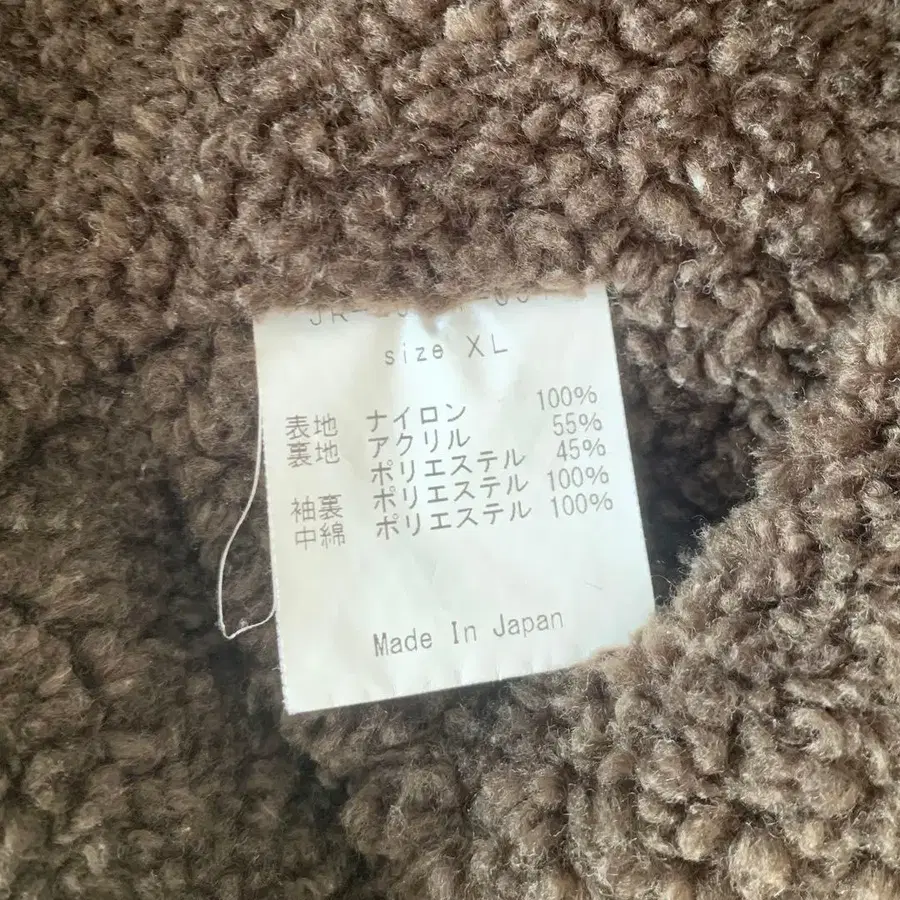 size XL
表地 ナイロン 100%
裏地 アクリル 55%
ポリエステル 45%
袖裏 ポリエステル 100%
中綿 ポリエステル 100%
Made In Japan